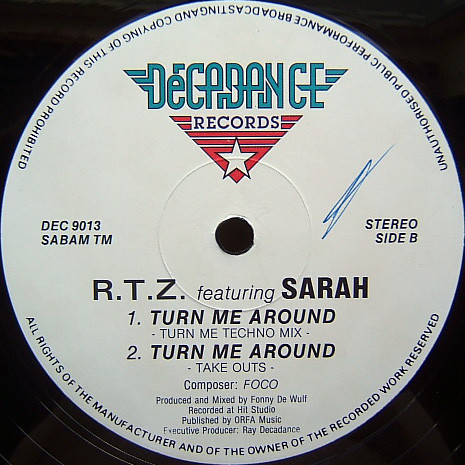 UNAUTHORISED PUBLIC PERFORMANCE BROADCASTING AND COPYING OF THIS RECORD PROHIBITED
DéCADANCE
RECORDS
DEC 9013
SABAM TM
STEREO
SIDE B
R.T.Z. featuring SARAH
1. TURN ME AROUND
- TURN ME TECHNO MIX -
2. TURN ME AROUND
- TAKE OUTS -
Composer: FOCO
Produced and Mixed by Fonny De Wulf
Recorded at Hit Studio
Published by ORFA Music
Executive Producer: Ray Decadance
ALL RIGHTS OF THE MANUFACTURER AND OF THE OWNER OF THE RECORDED WORK RESERVED